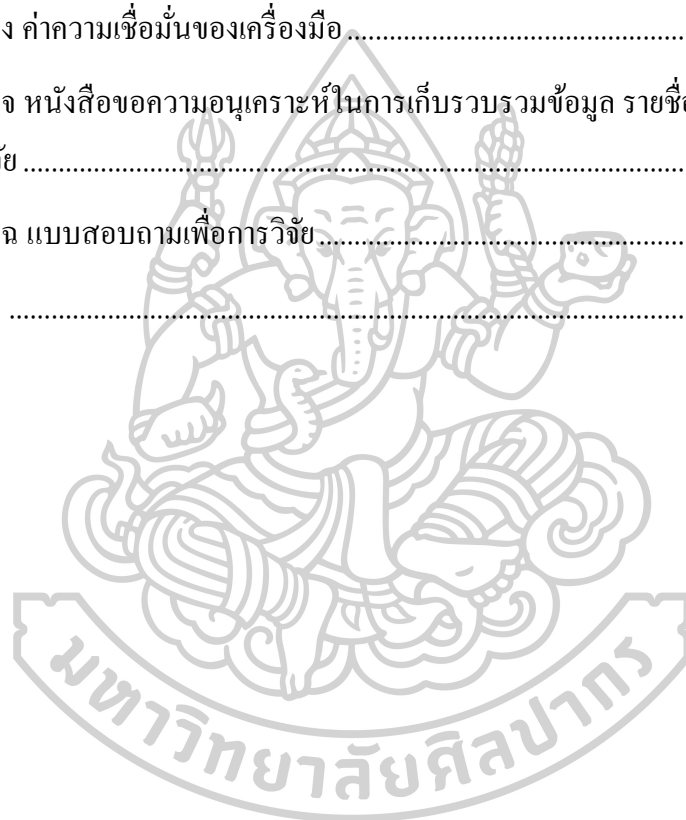 ง ค่าความเชื่อมั่นของเครื่องมือ................................................
จ หนังสือขอความอนุเคราะห์ในการเก็บรวบรวมข้อมูล รายชื่อ
ัย................................................................................................
ฉ แบบสอบถามเพื่อการวิจัย.....................................................
..................................................................................................
มหาวิทยาลัยศิลปากร